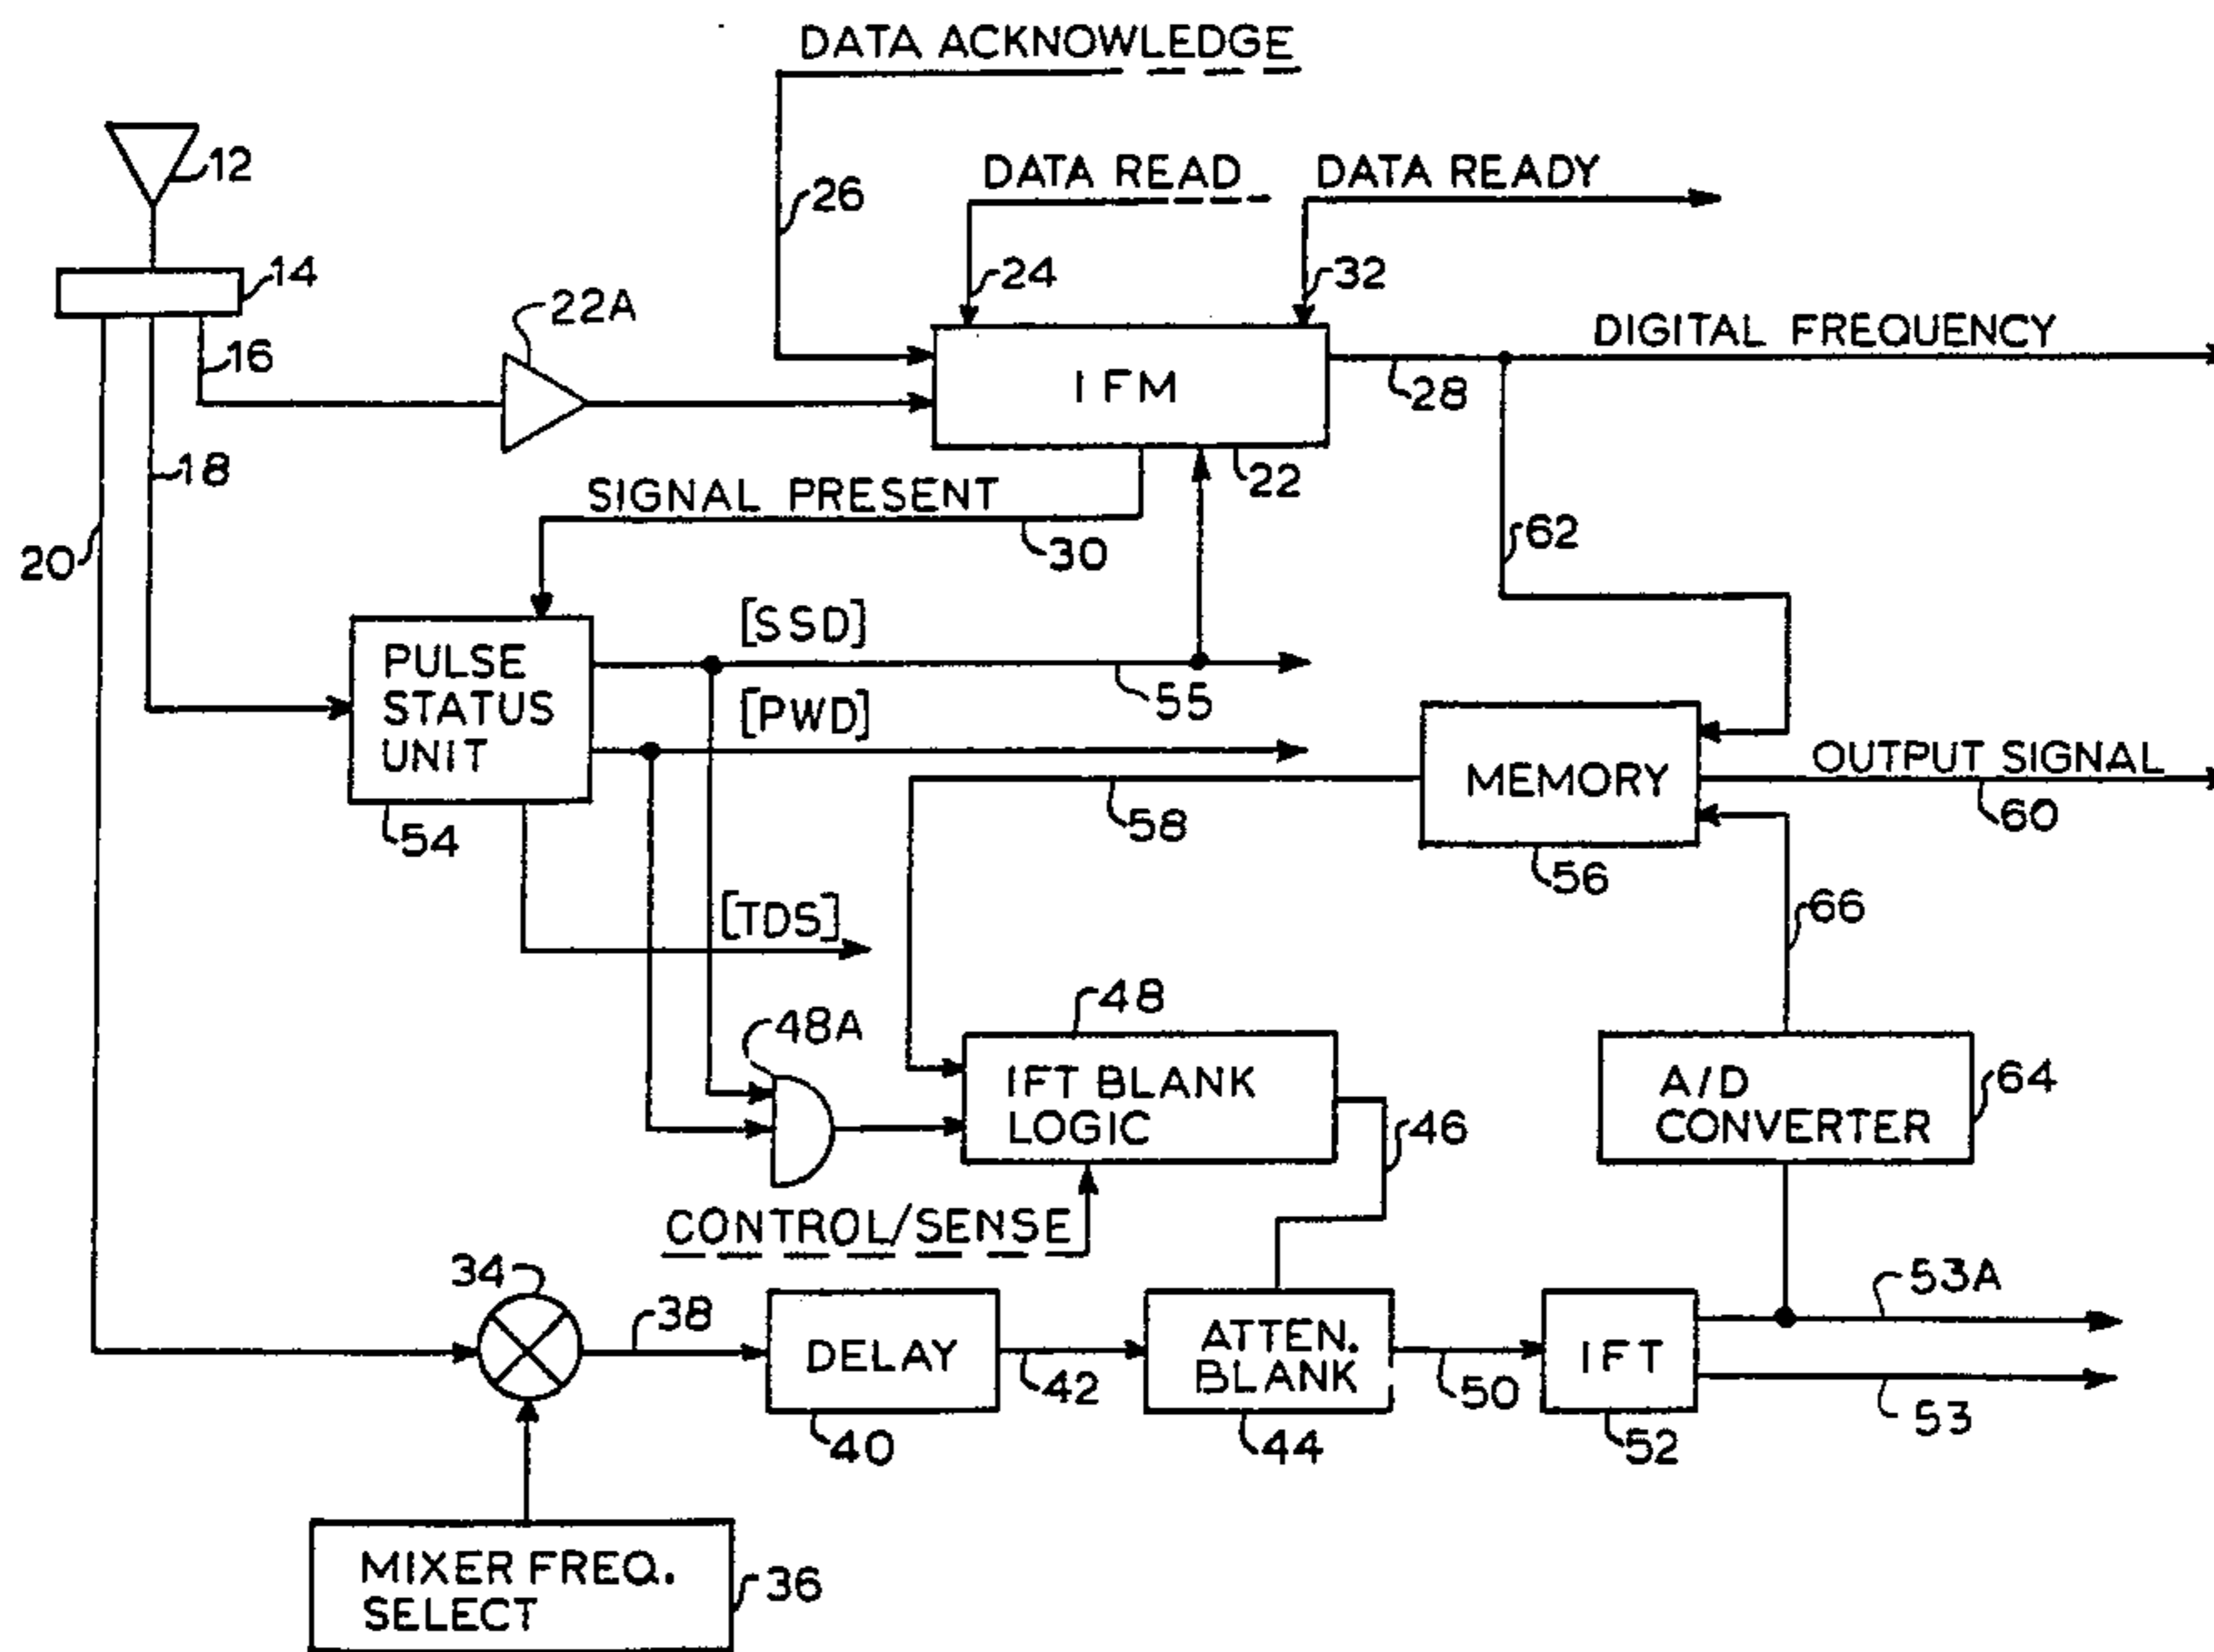 DATA ACKNOWLEDGE
12
26
DATA READ
DATA READY
14
24
32
22A
16
IFM
28
DIGITAL FREQUENCY
18
22
SIGNAL PRESENT
30
20
62
PULSE
STATUS
UNIT
54
[SSD]
55
[PWD]
58
MEMORY
56
OUTPUT SIGNAL
60
[TDS]
66
48A
48
IFT BLANK
LOGIC
46
A/D
CONVERTER
64
CONTROL/SENSE
34
38
DELAY
40
42
ATTEN.
BLANK
44
50
IFT
52
53A
53
MIXER FREQ.
SELECT
36